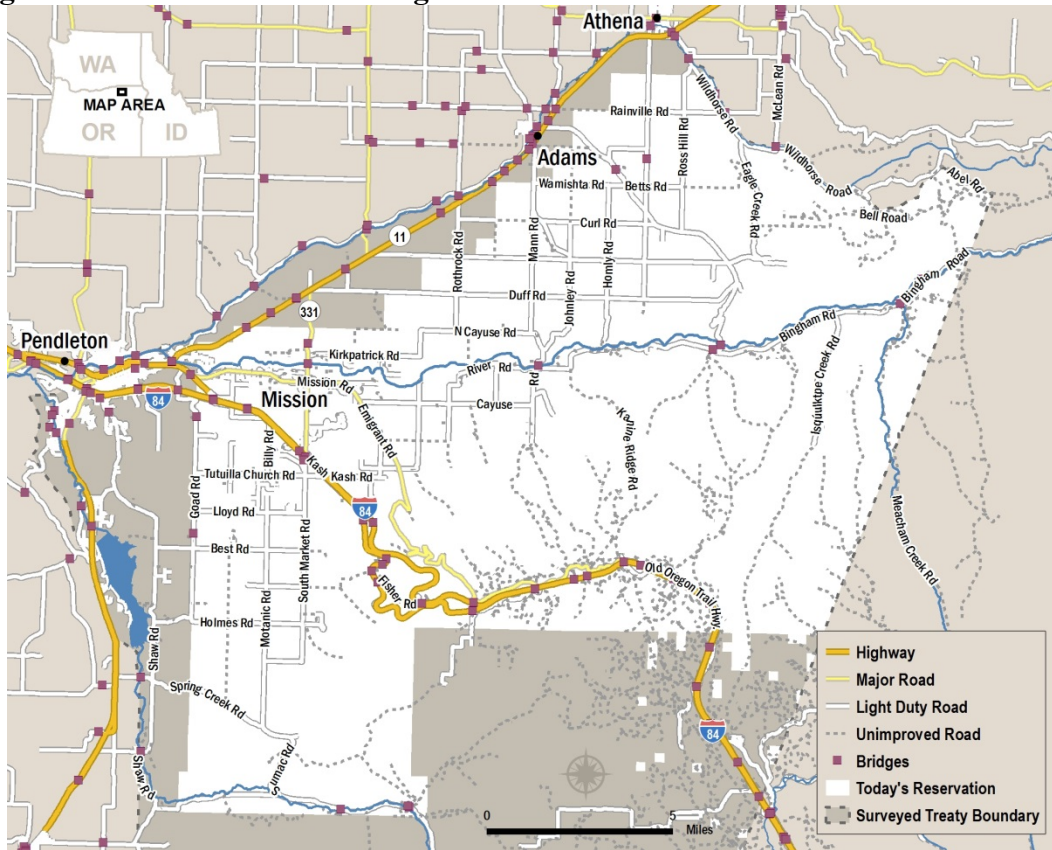 Athena
WA
MAP AREA
OR
ID
Rainville Rd
Ross Hill Rd
Wildhorse Rd
McLean Rd
Adams
Wamishta Rd
Betts Rd
Eagle Creek Rd
Wildhorse Road
Abel Rd
Bell Road
11
Rothrock Rd
Mann Rd
Curl Rd
Homly Rd
Johnley Rd
Duff Rd
Bingham Road
331
N Cayuse Rd
Bingham Rd
Pendleton
Kirkpatrick Rd
River Rd
Rd
Mission Rd
Cayuse
84
Mission
Emigrant Rd
Isquulktpe Creek Rd
Billy Rd
Kash Kash Rd
Tutuilla Church Rd
Goad Rd
Lloyd Rd
84
Best Rd
South Market Rd
Meacham Creek Rd
Old Oregon Trail Hwy
Fisher Rd
Holmes Rd
Motanic Rd
Shaw Rd
Spring Creek Rd
84
Sumac Rd
Shaw Rd
0
5
Miles
Highway
Major Road
Light Duty Road
Unimproved Road
Bridges
Today's Reservation
Surveyed Treaty Boundary